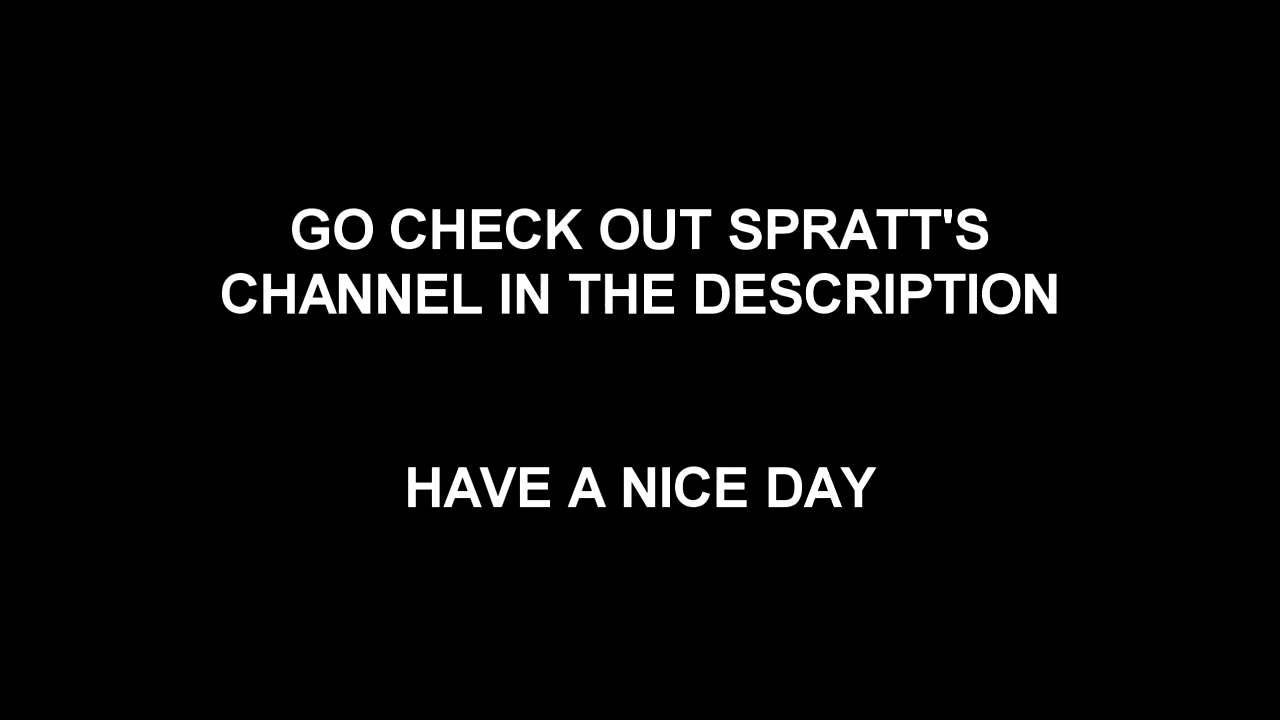 GO CHECK OUT SPRATT'S
CHANNEL IN THE DESCRIPTION
HAVE A NICE DAY